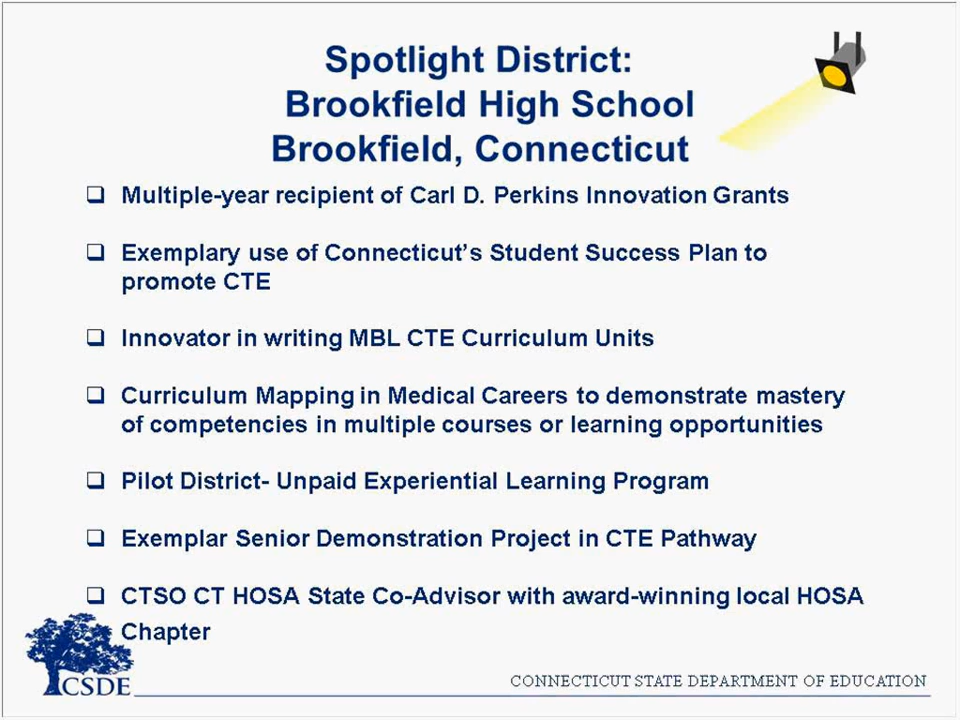 Spotlight District:
Brookfield High School
Brookfield, Connecticut
❑ Multiple-year recipient of Carl D. Perkins Innovation Grants
❑ Exemplary use of Connecticut's Student Success Plan to
promote CTE
❑ Innovator in writing MBL CTE Curriculum Units
❑ Curriculum Mapping in Medical Careers to demonstrate mastery
of competencies in multiple courses or learning opportunities
❑ Pilot District- Unpaid Experiential Learning Program
❑ Exemplar Senior Demonstration Project in CTE Pathway
❑ CTSO CT HOSA State Co-Advisor with award-winning local HOSA
Chapter
CSDE
CONNECTICUT STATE DEPARTMENT OF EDUCATION